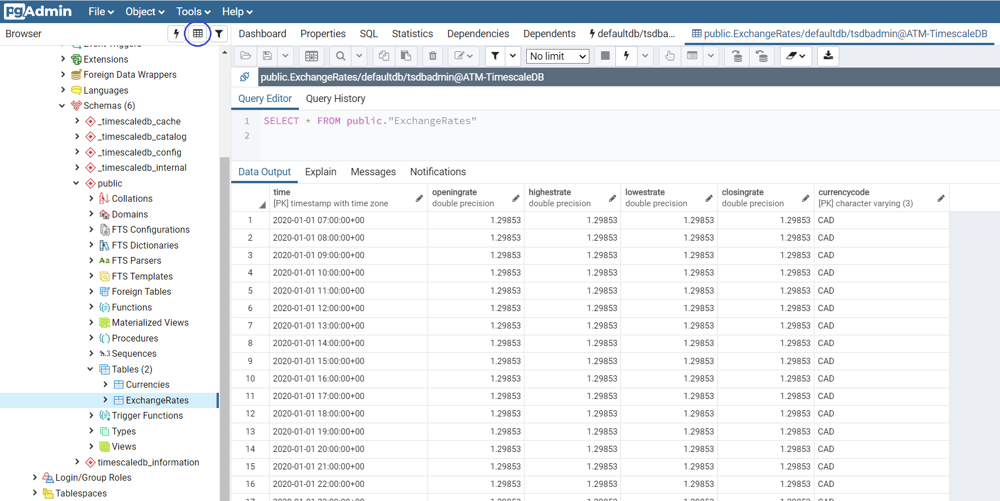 pgAdmin File Object Tools Help
Browser
Dashboard Properties SQL Statistics Dependencies Dependents defaultdb/tsdba... public.ExchangeRates/defaultdb/tsdbadmin@ATM-TimescaleDB
No limit
public.ExchangeRates/defaultdb/tsdbadmin@ATM-TimescaleDB
Query Editor Query History
1 SELECT * FROM public."ExchangeRates"
2
Event Triggers
Extensions
Foreign Data Wrappers
Languages
Schemas (6)
_timescaledb_cache
_timescaledb_catalog
_timescaledb_config
_timescaledb_internal
public
Collations
Domains
FTS Configurations
FTS Dictionaries
Aa FTS Parsers
FTS Templates
Foreign Tables
Functions
Materialized Views
Procedures
1..3 Sequences
Tables (2)
Currencies
ExchangeRates
Trigger Functions
Types
Views
timescaledb_information
Login/Group Roles
Tablespaces
Data Output Explain Messages Notifications
time openingrate highestrate lowestrate closingrate currencycode
[PK] timestamp with time zone double precision double precision double precision double precision [PK] character varying (3)
1 2020-01-01 07:00:00+00 1.29853 1.29853 1.29853 1.29853 CAD
2 2020-01-01 08:00:00+00 1.29853 1.29853 1.29853 1.29853 CAD
3 2020-01-01 09:00:00+00 1.29853 1.29853 1.29853 1.29853 CAD
4 2020-01-01 10:00:00+00 1.29853 1.29853 1.29853 1.29853 CAD
5 2020-01-01 11:00:00+00 1.29853 1.29853 1.29853 1.29853 CAD
6 2020-01-01 12:00:00+00 1.29853 1.29853 1.29853 1.29853 CAD
7 2020-01-01 13:00:00+00 1.29853 1.29853 1.29853 1.29853 CAD
8 2020-01-01 14:00:00+00 1.29853 1.29853 1.29853 1.29853 CAD
9 2020-01-01 15:00:00+00 1.29853 1.29853 1.29853 1.29853 CAD
10 2020-01-01 16:00:00+00 1.29853 1.29853 1.29853 1.29853 CAD
11 2020-01-01 17:00:00+00 1.29853 1.29853 1.29853 1.29853 CAD
12 2020-01-01 18:00:00+00 1.29853 1.29853 1.29853 1.29853 CAD
13 2020-01-01 19:00:00+00 1.29853 1.29853 1.29853 1.29853 CAD
14 2020-01-01 20:00:00+00 1.29853 1.29853 1.29853 1.29853 CAD
15 2020-01-01 21:00:00+00 1.29853 1.29853 1.29853 1.29853 CAD
16 2020-01-01 22:00:00+00 1.29853 1.29853 1.29853 1.29853 CAD